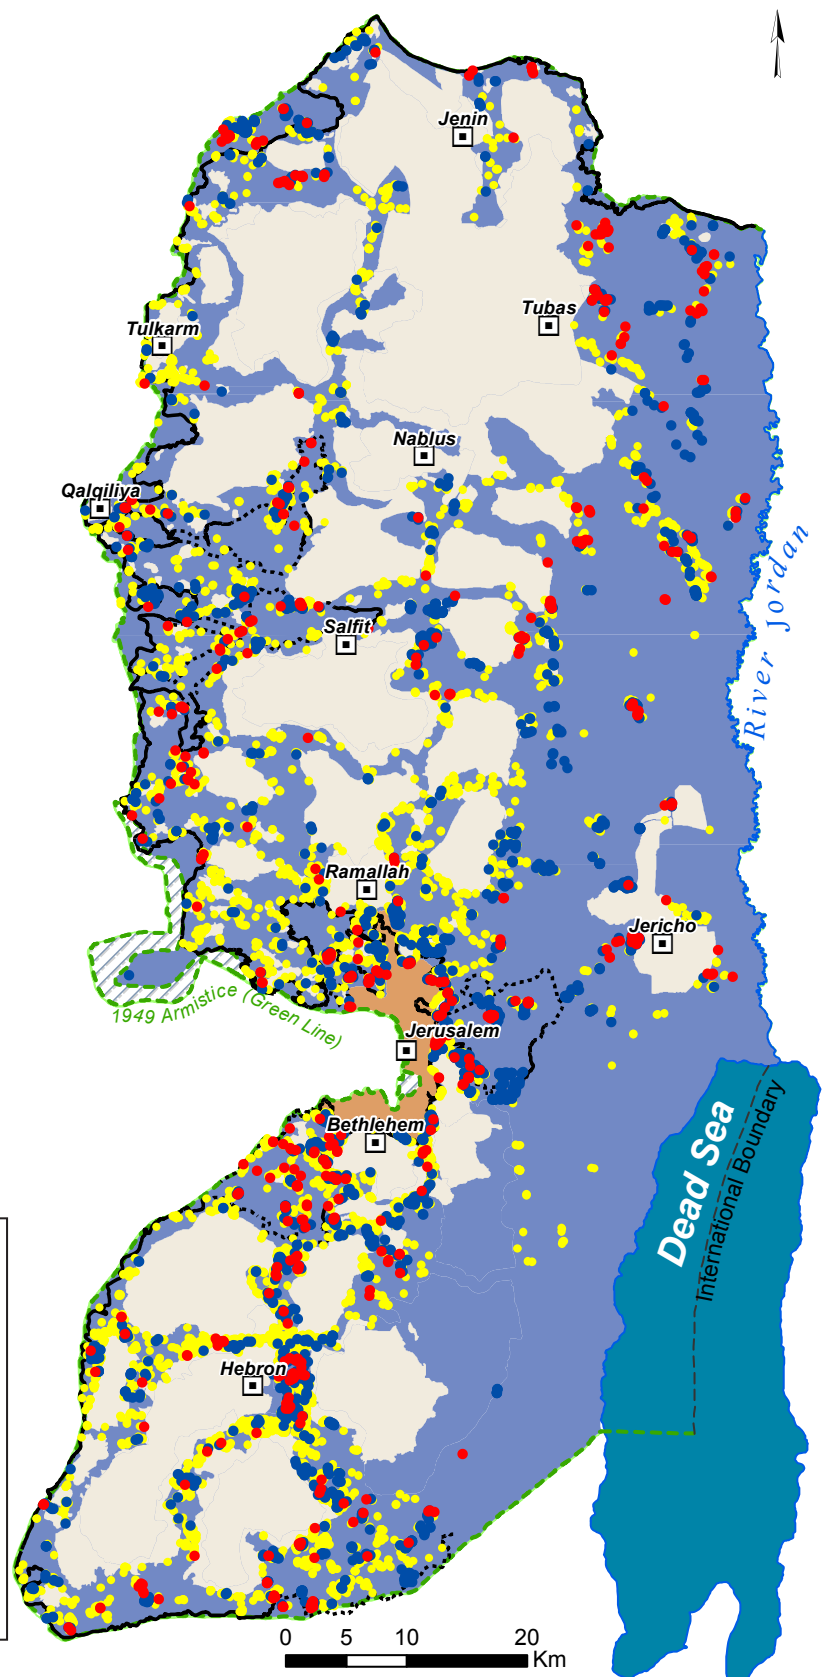 Jenin
Tubas
Tulkarm
Nablus
Qalqiliya
River Jordan
Salfit
Ramallah
Jericho
1949 Armistice (Green Line)
Jerusalem
Bethlehem
Dead Sea
International Boundary
Hebron
0 5 10 20
Km